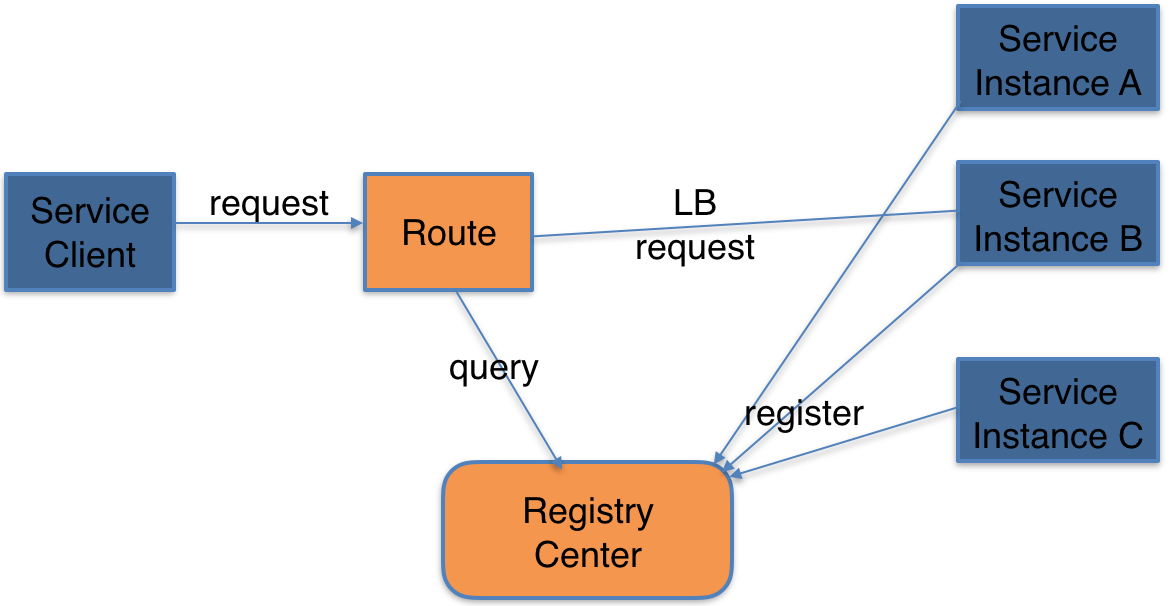 Service
Instance A
Service
Client
request
Route
LB
request
Service
Instance B
query
register
Service
Instance C
Registry
Center